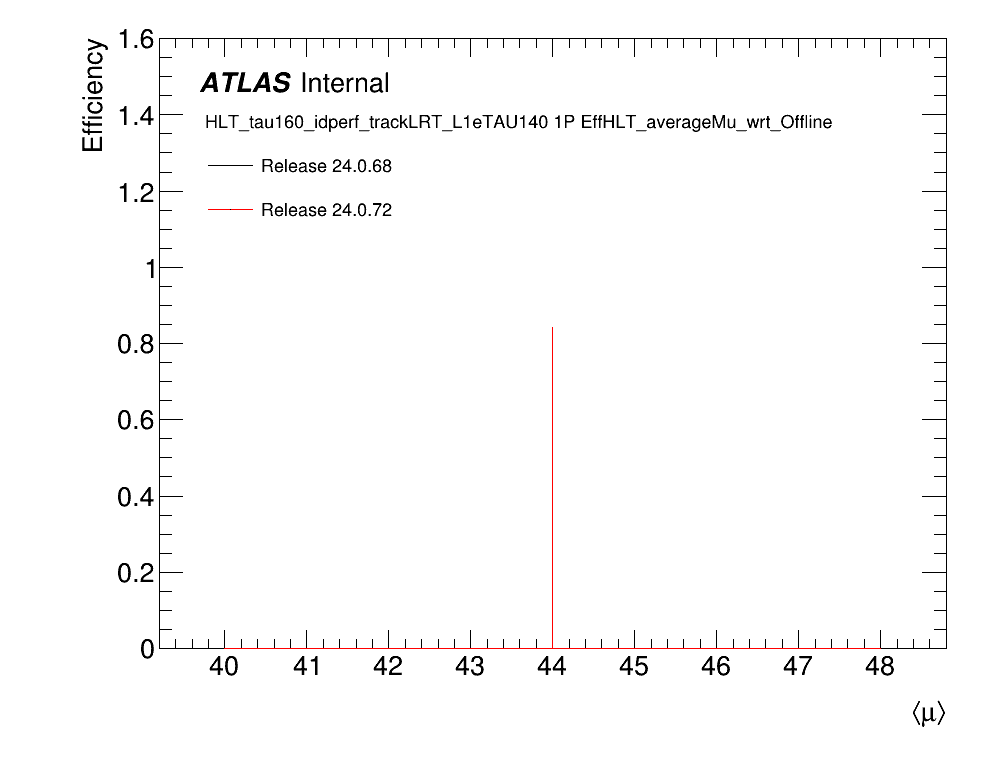 Efficiency
1.6
1.4
1.2
1
0.8
0.6
0.4
0.2
0
ATLAS Internal
HLT_tau160_idperf_trackLRT_L1eTAU140 1P EffHLT_averageMu_wrt_Offline
Release 24.0.68
Release 24.0.72
40 41 42 43 44 45 46 47 48
⟨μ⟩